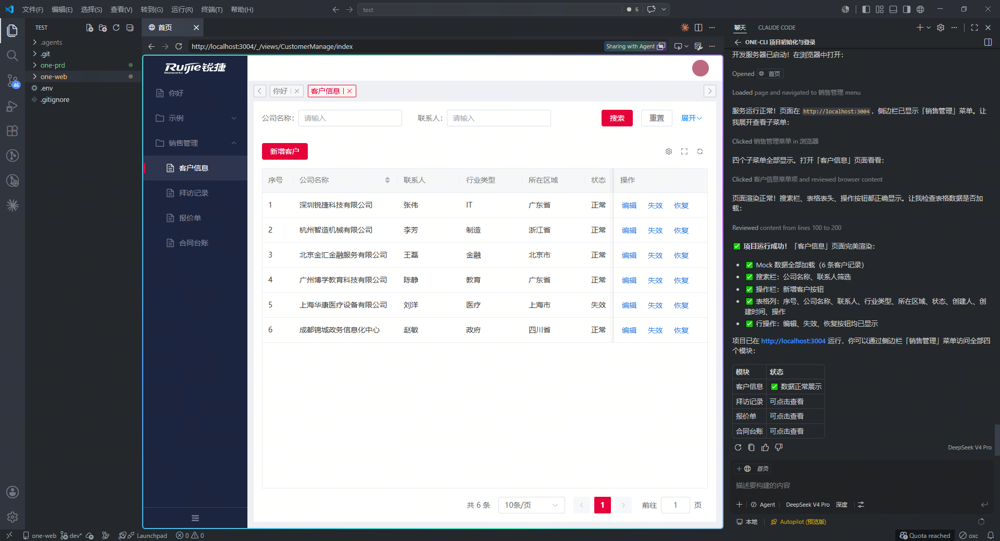 文件(F) 编辑(E) 选择(S) 查看(V) 转到(G) 运行(R) 终端(T) 帮助(H)
test
6
TEST
.agents
.git
one-prd
one-web
.env
.gitignore
46
首页
http://localhost:3004/_/views/CustomerManage/index
Sharing with Agent
Ruijie锐捷
Networks
你好
示例
销售管理
客户信息
拜访记录
报价单
合同台账
你好
客户信息
公司名称: 请输入 联系人: 请输入 搜索 重置 展开
新增客户
序号 公司名称 联系人 行业类型 所在区域 状态 操作
1 深圳锐捷科技有限公司 张伟 IT 广东省 正常 编辑 失效 恢复
2 杭州智造机械有限公司 李芳 制造 浙江省 正常 编辑 失效 恢复
3 北京金汇金融服务有限公司 王磊 金融 北京市 正常 编辑 失效 恢复
4 广州博学教育科技有限公司 陈静 教育 广东省 正常 编辑 失效 恢复
5 上海华康医疗设备有限公司 刘洋 医疗 上海市 失效 编辑 失效 恢复
6 成都锦城政务信息化中心 赵敏 政府 四川省 正常 编辑 失效 恢复
共 6 条 10条/页 1 前往 1 页
聊天 CLAUDE CODE
ONE-CLI 项目初始化与登录
开发服务器已启动！在浏览器中打开：
Opened 首页
Loaded page and navigated to 销售管理 menu
服务运行正常！页面在 http://localhost:3004，侧边栏已显示「销售管理」菜单。让
我展开查看子菜单：
Clicked 销售管理菜单 in 浏览器
四个子菜单全部显示。打开「客户信息」页面看看：
Clicked 客户信息菜单项 and reviewed browser content
页面渲染正常！搜索栏、表格表头、操作按钮都正确显示。让我检查表格数据是否加
载：
Reviewed content from lines 100 to 200
✅ 项目运行成功！「客户信息」页面完美渲染：
• ✅ Mock 数据全部加载（6 条客户记录）
• ✅ 搜索栏：公司名称、联系人筛选
• ✅ 操作栏：新增客户按钮
• ✅ 表格列：序号、公司名称、联系人、行业类型、所在区域、状态、创建人、创
建时间、操作
• ✅ 行操作：编辑、失效、恢复按钮均已显示
项目已在 http://localhost:3004 运行，你可以通过侧边栏「销售管理」菜单访问全部四
个模块：
模块 状态
客户信息 ✅ 数据正常展示
拜访记录 可点击查看
报价单 可点击查看
合同台账 可点击查看
DeepSeek V4 Pro
首页
描述要构建的内容
Agent DeepSeek V4 Pro 深度
本地 Autopilot (预览版)
one-web dev* Launchpad 0 0
Quota reached oxc